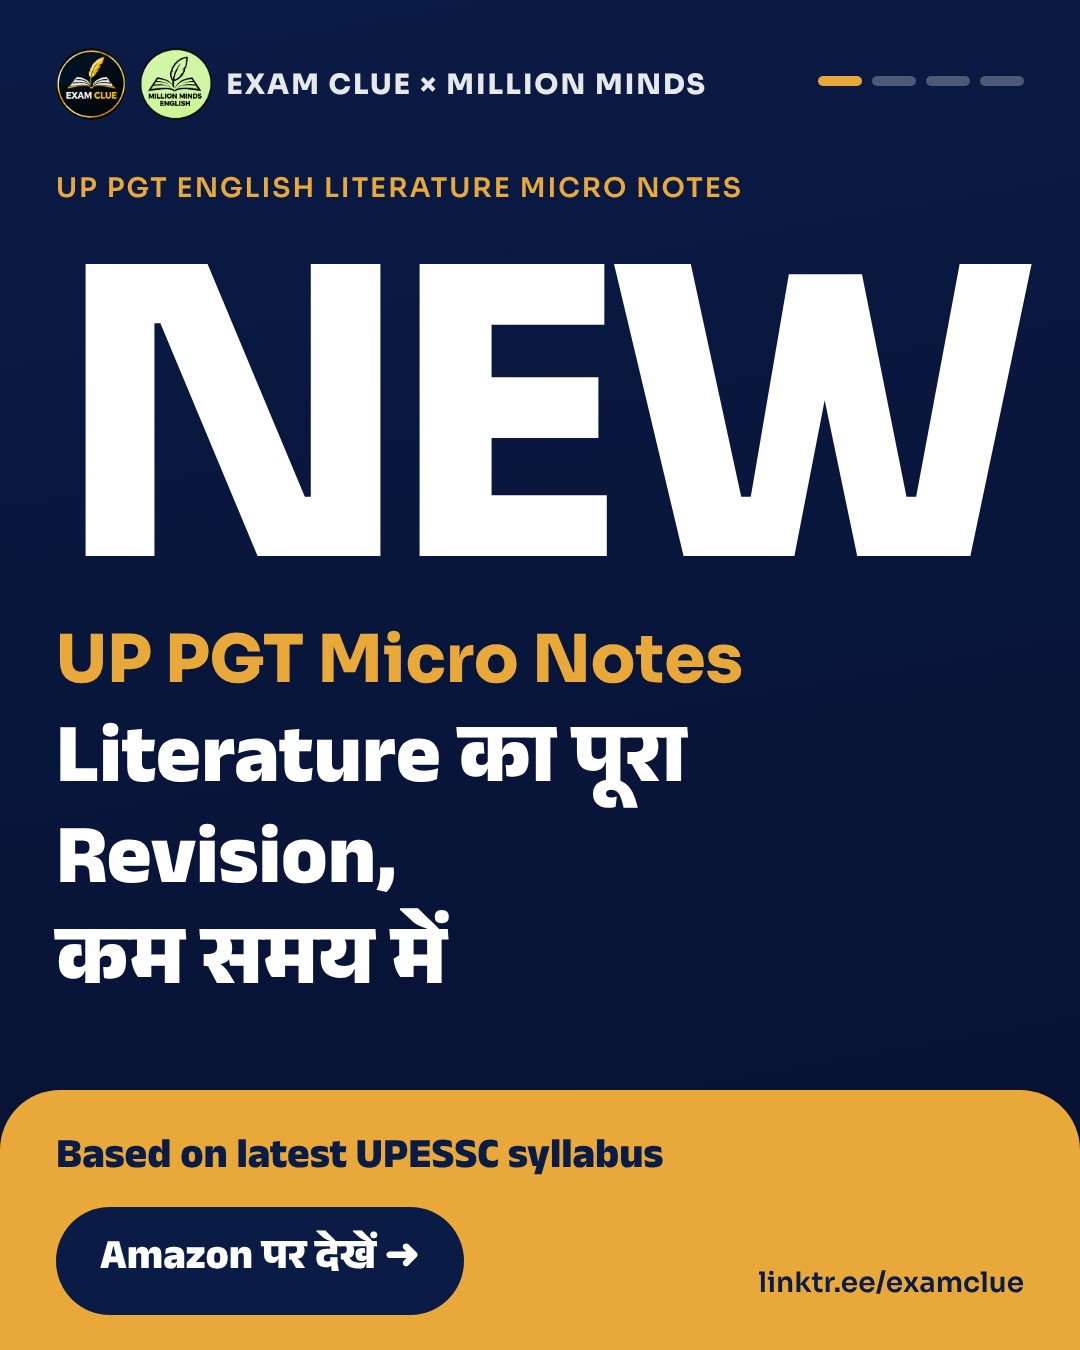 EXAM CLUE
MILLION MINDS
ENGLISH
EXAM CLUE × MILLION MINDS
UP PGT ENGLISH LITERATURE MICRO NOTES
NEW
UP PGT Micro Notes
Literature का पूरा
Revision,
कम समय में
Based on latest UPESSC syllabus
Amazon पर देखें ➜
linktr.ee/examclue